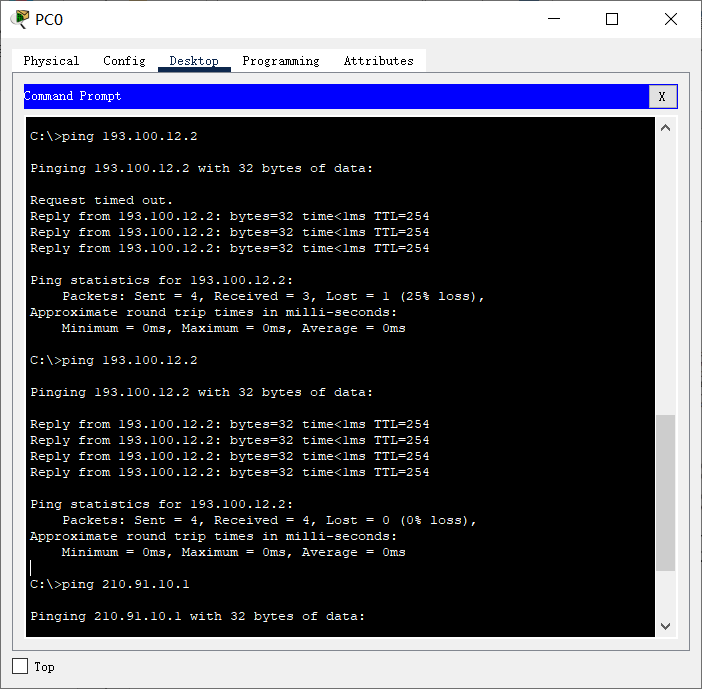 PC0
Physical Config Desktop Programming Attributes
Command Prompt X
C:\>ping 193.100.12.2
Pinging 193.100.12.2 with 32 bytes of data:
Request timed out.
Reply from 193.100.12.2: bytes=32 time<1ms TTL=254
Reply from 193.100.12.2: bytes=32 time<1ms TTL=254
Reply from 193.100.12.2: bytes=32 time<1ms TTL=254
Ping statistics for 193.100.12.2:
Packets: Sent = 4, Received = 3, Lost = 1 (25% loss),
Approximate round trip times in milli-seconds:
Minimum = 0ms, Maximum = 0ms, Average = 0ms
C:\>ping 193.100.12.2
Pinging 193.100.12.2 with 32 bytes of data:
Reply from 193.100.12.2: bytes=32 time<1ms TTL=254
Reply from 193.100.12.2: bytes=32 time<1ms TTL=254
Reply from 193.100.12.2: bytes=32 time<1ms TTL=254
Reply from 193.100.12.2: bytes=32 time<1ms TTL=254
Ping statistics for 193.100.12.2:
Packets: Sent = 4, Received = 4, Lost = 0 (0% loss),
Approximate round trip times in milli-seconds:
Minimum = 0ms, Maximum = 0ms, Average = 0ms
C:\>ping 210.91.10.1
Pinging 210.91.10.1 with 32 bytes of data:
Top